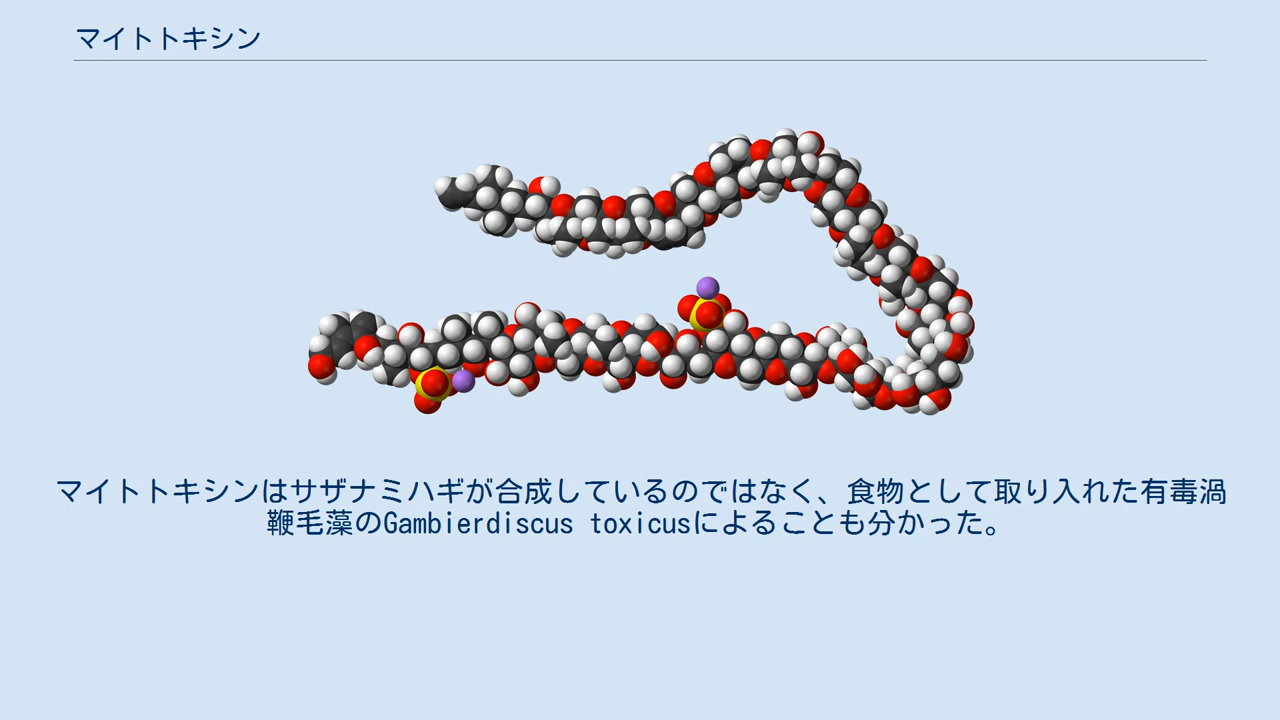 マイトトキシン
マイトトキシンはサザナミハギが合成しているのではなく、食物として取り入れた有毒渦
鞭毛藻のGambierdiscus toxicusによることも分かった。